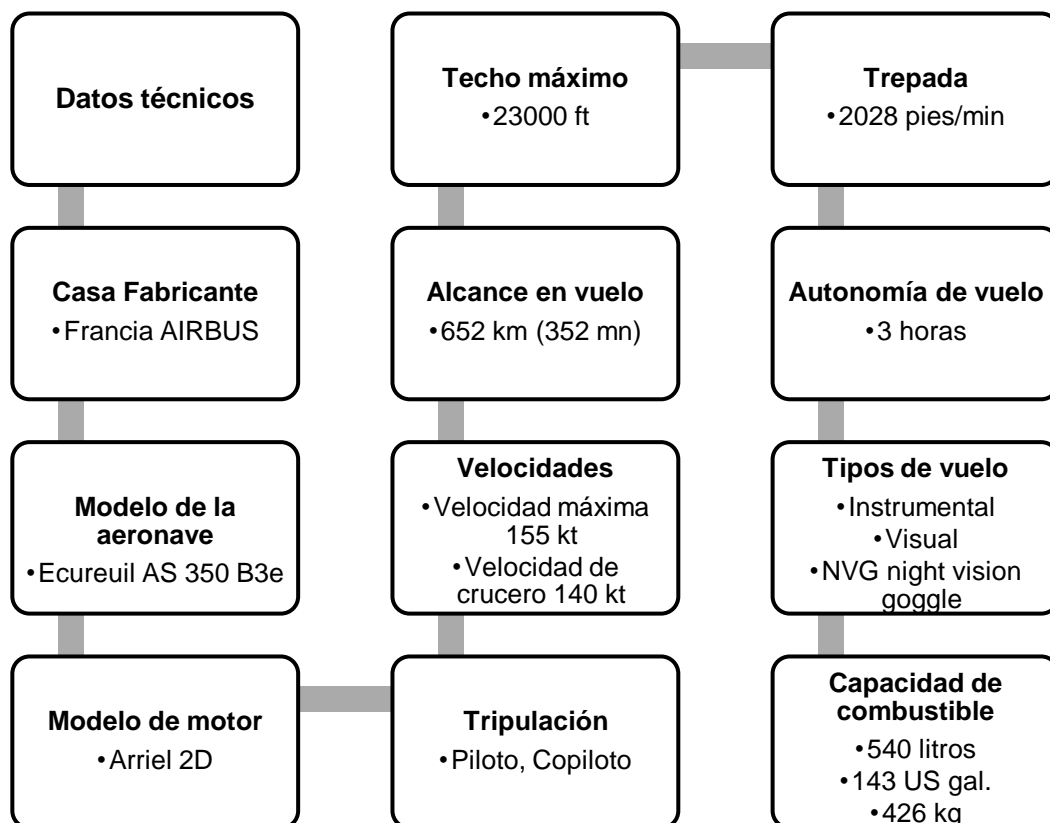 Datos técnicos
Casa Fabricante
•Francia AIRBUS
Modelo de la
aeronave
•Ecureuil AS 350 B3e
Modelo de motor
•Arriel 2D
Tripulación
•Piloto, Copiloto
Velocidades
•Velocidad máxima
155 kt
•Velocidad de
crucero 140 kt
Alcance en vuelo
•652 km (352 mn)
Techo máximo
•23000 ft
Trepada
•2028 pies/min
Autonomía de vuelo
•3 horas
Tipos de vuelo
•Instrumental
•Visual
•NVG night vision
goggle
Capacidad de
combustible
•540 litros
•143 US gal.
•426 kg